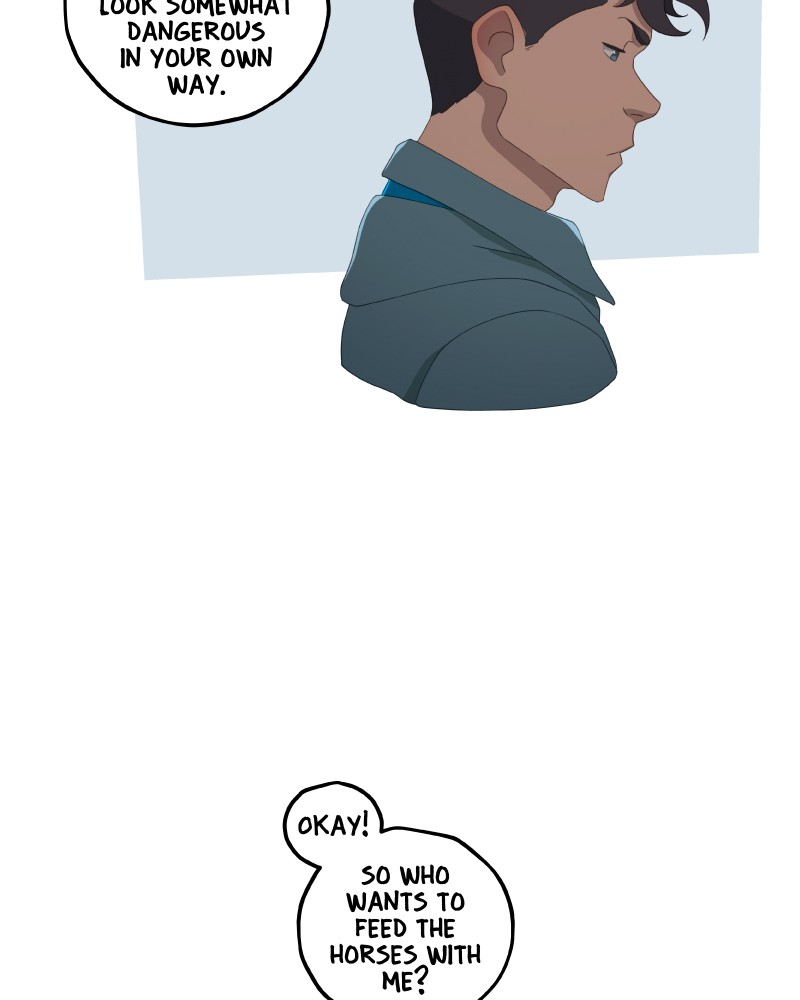 LOOK SOMEWHAT
DANGEROUS
IN YOUR OWN
WAY.
OKAY!
SO WHO
WANTS TO
FEED THE
HORSES WITH
ME?